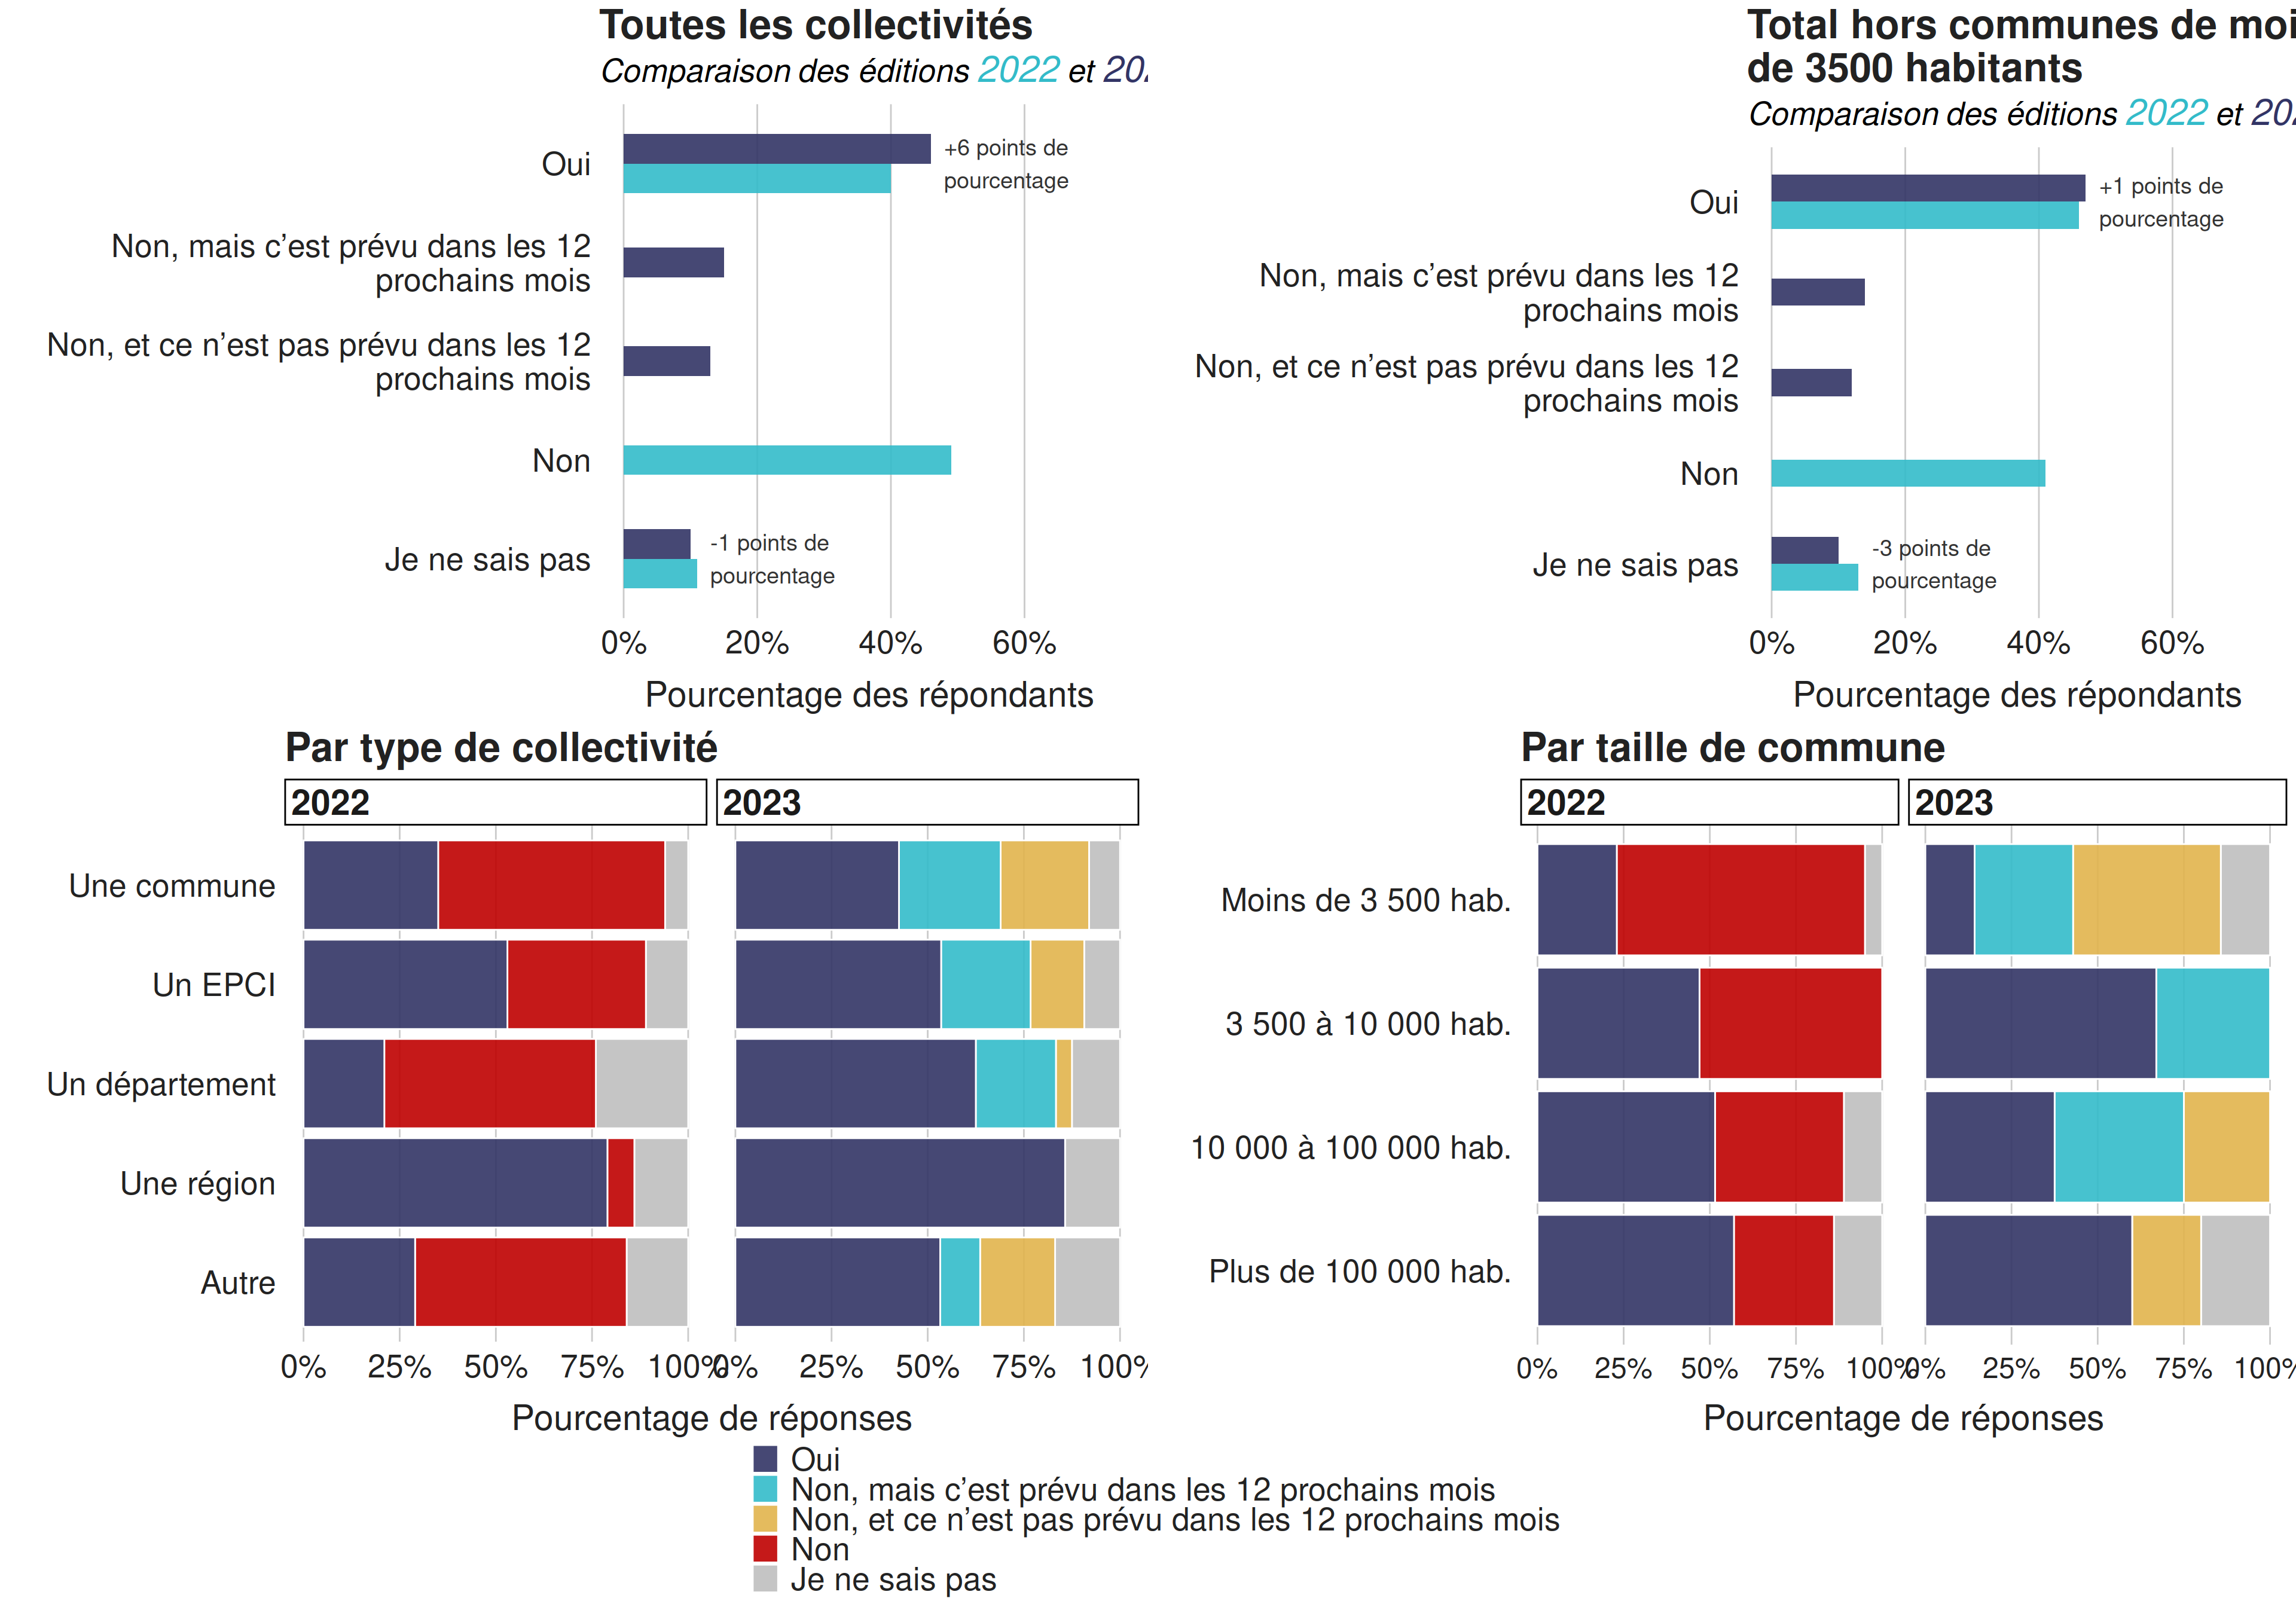 Toutes les collectivités
Comparaison des éditions 2022 et
Oui
+6 points de
pourcentage
Non, mais c’est prévu dans les 12
prochains mois
Non, et ce n’est pas prévu dans les 12
prochains mois
Non
Je ne sais pas
-1 points de
pourcentage
0% 20% 40% 60%
Pourcentage des répondants
Total hors communes de
de 3500 habitants
Comparaison des éditions 2022 et
Oui
+1 points de
pourcentage
Non, mais c’est prévu dans les 12
prochains mois
Non, et ce n’est pas prévu dans les 12
prochains mois
Non
Je ne sais pas
-3 points de
pourcentage
0% 20% 40% 60%
Pourcentage des répondants
Par type de collectivité
2022 2023
Une commune
Un EPCI
Un département
Une région
Autre
0% 25% 50% 75% 100% 0% 25% 50% 75% 100%
Pourcentage de réponses
Par taille de commune
2022 2023
Moins de 3 500 hab.
3 500 à 10 000 hab.
10 000 à 100 000 hab.
Plus de 100 000 hab.
0% 25% 50% 75% 100% 0% 25% 50% 75% 100%
Pourcentage de réponses
Oui
Non, mais c’est prévu dans les 12 prochains mois
Non, et ce n’est pas prévu dans les 12 prochains mois
Non
Je ne sais pas